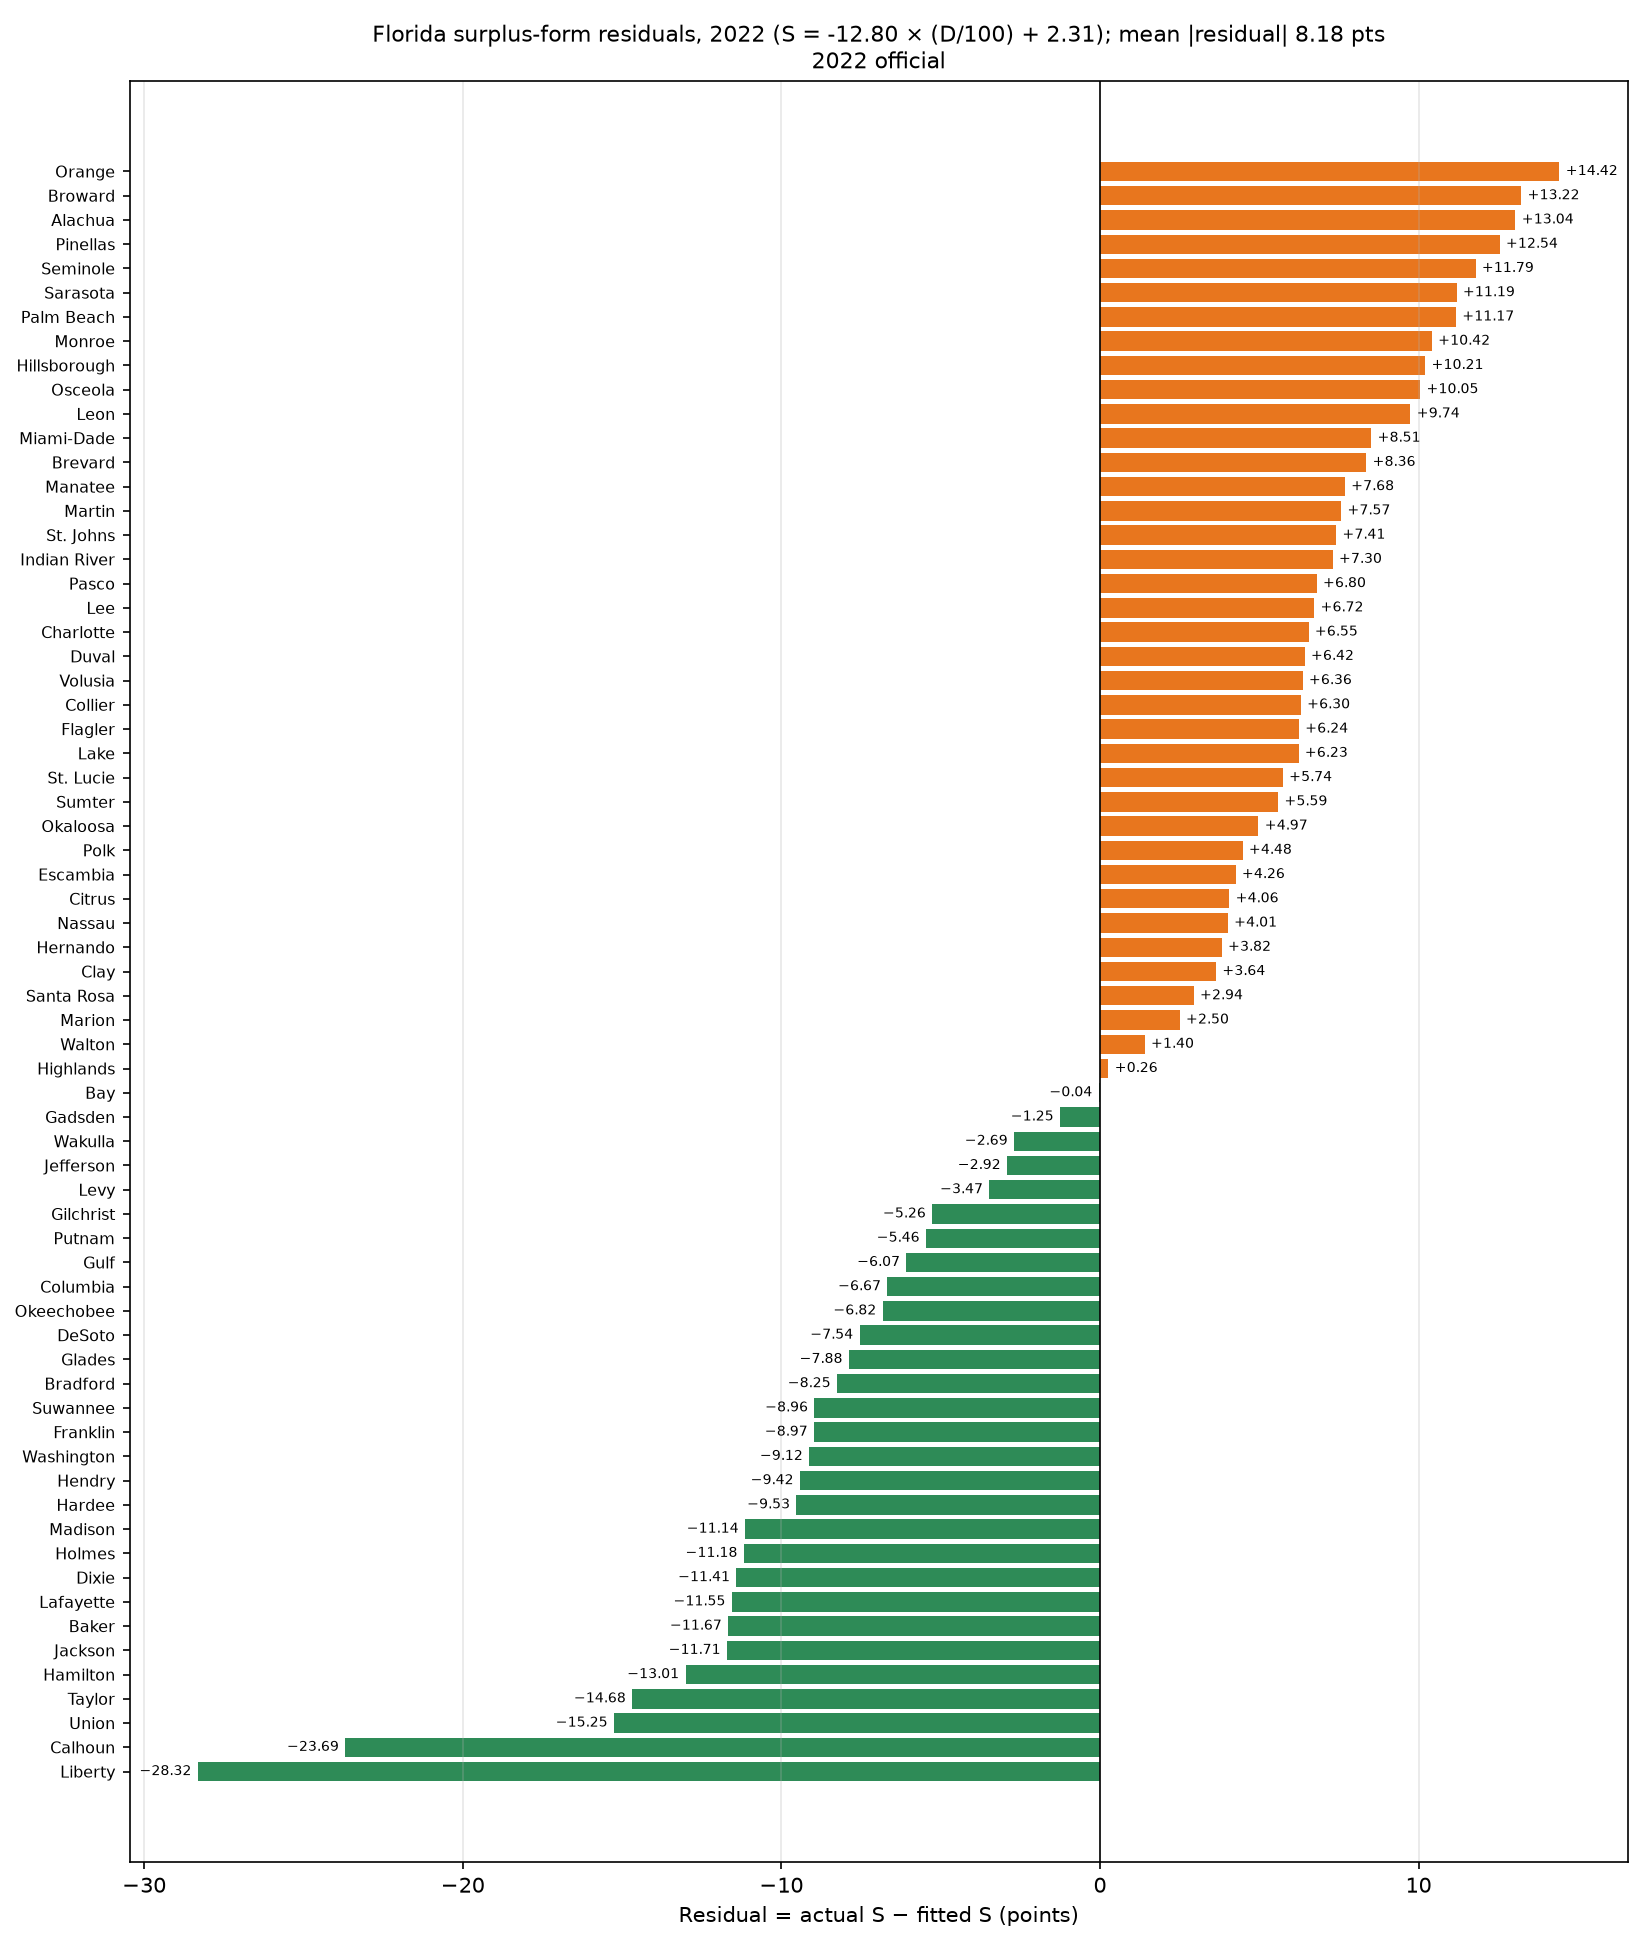 Florida surplus-form residuals, 2022 (S = -12.80 × (D/100) + 2.31); mean |residual| 8.18 pts
2022 official
Orange +14.42
Broward +13.22
Alachua +13.04
Pinellas +12.54
Seminole +11.79
Sarasota +11.19
Palm Beach +11.17
Monroe +10.42
Hillsborough +10.21
Osceola +10.05
Leon +9.74
Miami-Dade +8.51
Brevard +8.36
Manatee +7.68
Martin +7.57
St. Johns +7.41
Indian River +7.30
Pasco +6.80
Lee +6.72
Charlotte +6.55
Duval +6.42
Volusia +6.36
Collier +6.30
Flagler +6.24
Lake +6.23
St. Lucie +5.74
Sumter +5.59
Okaloosa +4.97
Polk +4.48
Escambia +4.26
Citrus +4.06
Nassau +4.01
Hernando +3.82
Clay +3.64
Santa Rosa +2.94
Marion +2.50
Walton +1.40
Highlands +0.26
Bay −0.04
Gadsden −1.25
Wakulla −2.69
Jefferson −2.92
Levy −3.47
Gilchrist −5.26
Putnam −5.46
Gulf −6.07
Columbia −6.67
Okeechobee −6.82
DeSoto −7.54
Glades −7.88
Bradford −8.25
Suwannee −8.96
Franklin −8.97
Washington −9.12
Hendry −9.42
Hardee −9.53
Madison −11.14
Holmes −11.18
Dixie −11.41
Lafayette −11.55
Baker −11.67
Jackson −11.71
Hamilton −13.01
Taylor −14.68
Union −15.25
Calhoun −23.69
Liberty −28.32
−30 −20 −10 0 10
Residual = actual S − fitted S (points)